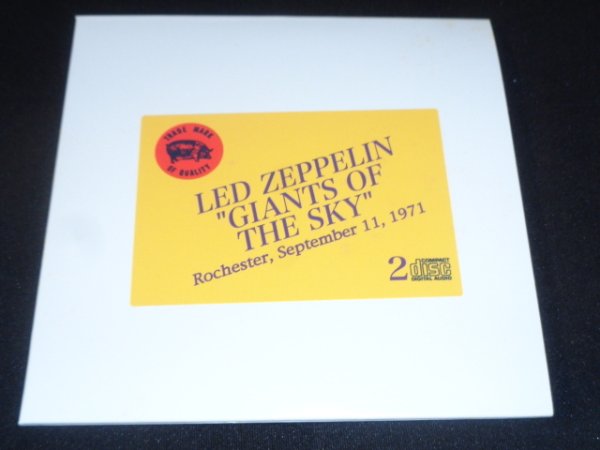 TRADE MARK
OF QUALITY
LED ZEPPELIN
"GIANTS OF
THE SKY"
Rochester, September 11, 1971
2
COMPACT
disc
DIGITAL AUDIO